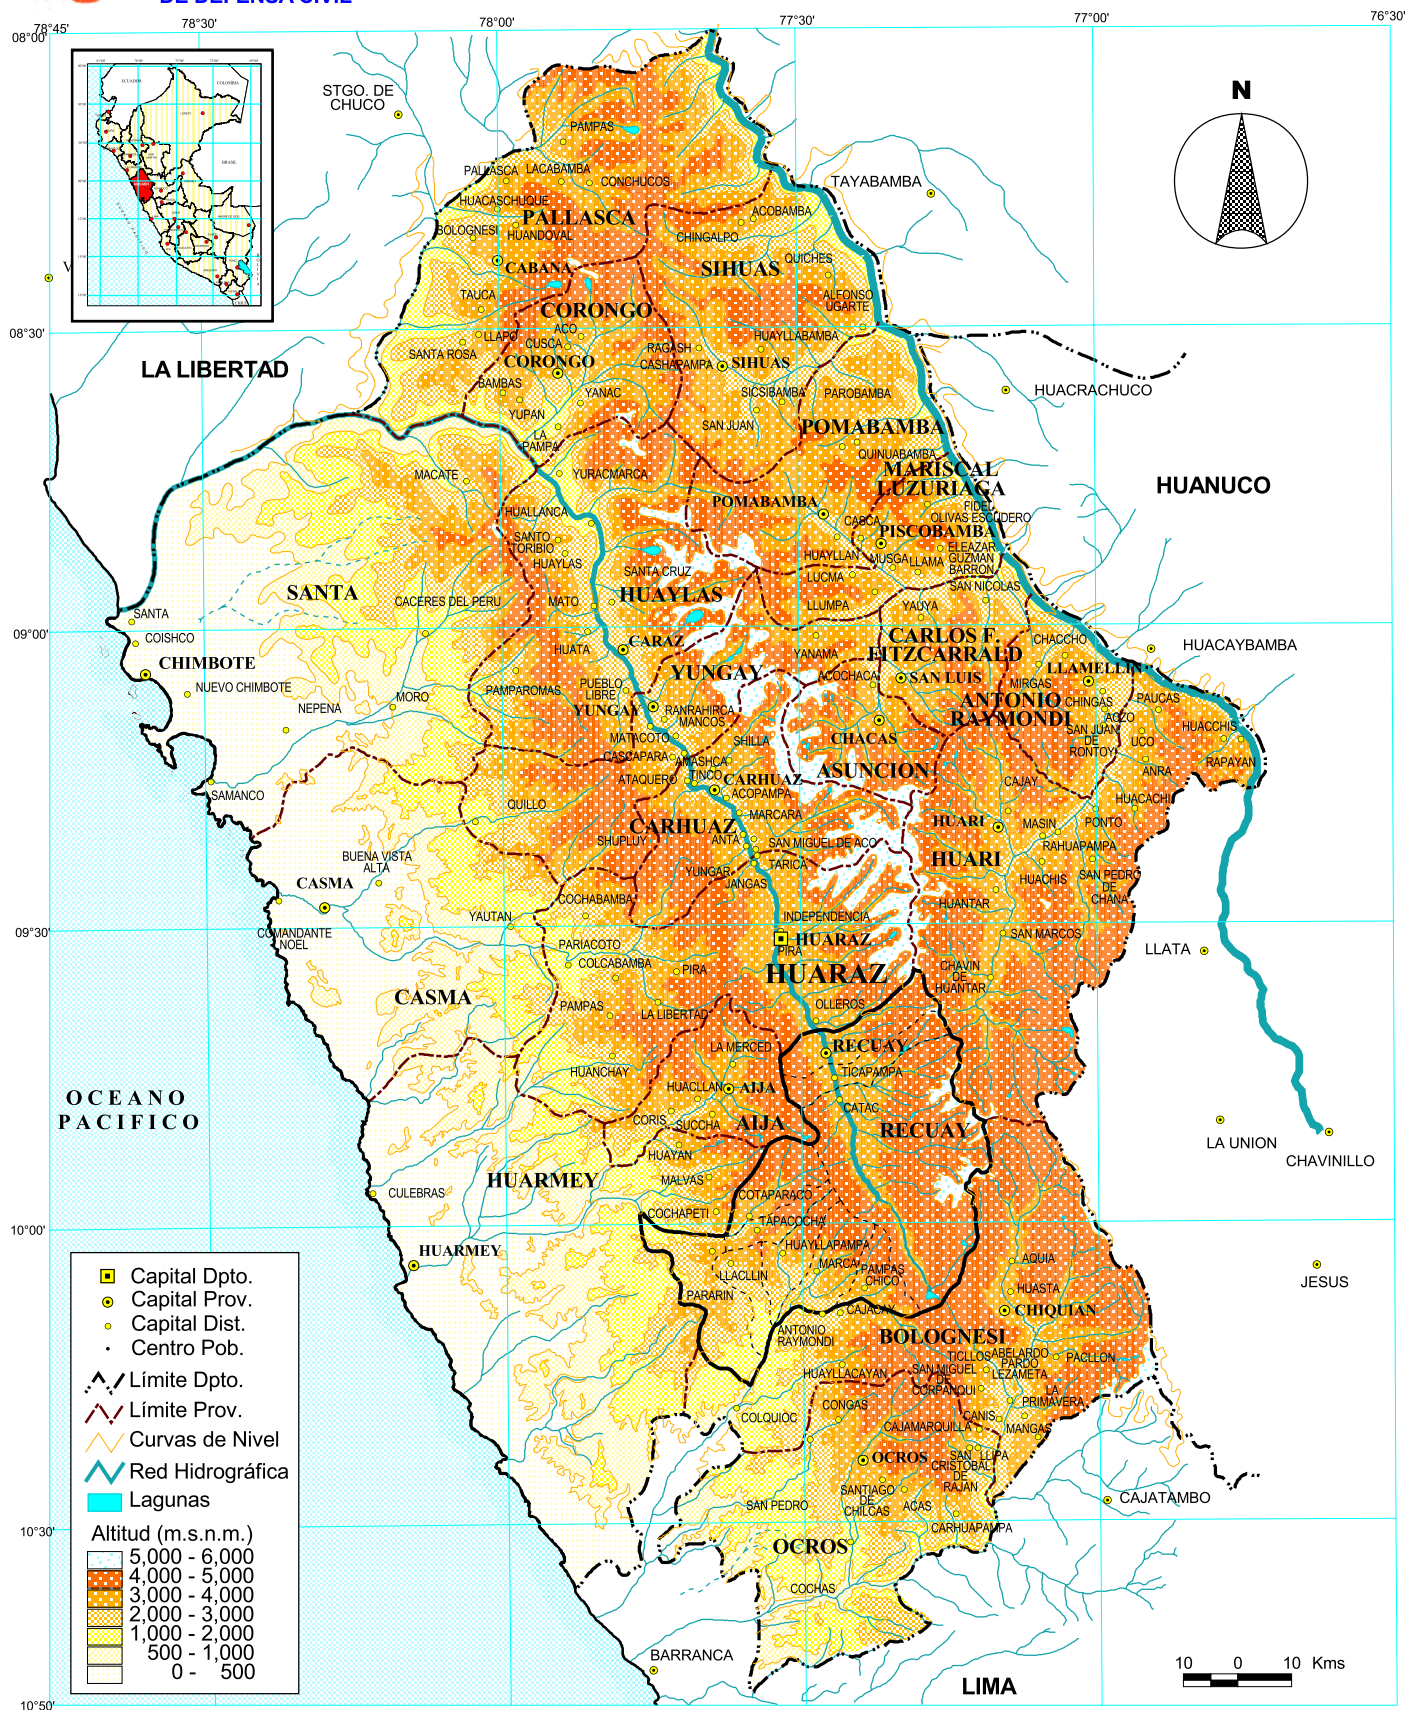 DE DEFENSA CIVIL
78°45'
78°30'
78°00'
77°30'
77°00'
76°30'
08°00'
08°30'
09°00'
09°30'
10°00'
10°30'
10°50'
ECUADOR
COLOMBIA
BRASIL
N
STGO. DE
CHUCO
TAYABAMBA
PAMPAS
PALLASCA
LACABAMBA
CONCHUCOS
HUACASCHUQUE
PALLASCA
BOLOGNESI
HUANDOVAL
ACOBAMBA
CHINGALPO
CABANA
SIHUAS
QUICHES
TAUCA
ALFONSO
UGARTE
CORONGO
ACO
LLAPO
CUSCA
HUAYLLABAMBA
SANTA ROSA
RAGASH
CORONGO
CASHAPAMPA
SIHUAS
LA LIBERTAD
BAMBAS
YANAC
SICSIBAMBA
PAROBAMBA
HUACRACHUCO
YUPAN
SAN JUAN
POMABAMBA
LA
PAMPA
QUINUABAMBA
MACATE
YURACMARCA
MARISCAL
LUZURIAGA
HUANUCO
POMABAMBA
FIDEL
OLIVAS ESCUDERO
HUALLANCA
CASCA
PISCOBAMBA
SANTO
TORIBIO
HUAYLAS
HUAYLLAN
MUSGA
LLAMA
ELEAZAR
GUZMAN
BARRON
SANTA CRUZ
LUCMA
SAN NICOLAS
SANTA
HUAYLAS
CACERES DEL PERU
MATO
LLUMPA
YAUYA
SANTA
COISHCO
CARLOS F.
FITZCARRALD
CHACCHO
HUACAYBAMBA
CHIMBOTE
HUATA
CARAZ
YANAMA
LLAMELLIN
YUNGAY
ACOCHACA
SAN LUIS
MIRGAS
NUEVO CHIMBOTE
MORO
PAMPAROMAS
PUEBLO
LIBRE
YUNGAY
RANRAHIRCA
MANCOS
ANTONIO
RAYMONDI
CHINGAS
PAUCAS
NEPEÑA
ACZO
HUACCHIS
MATACOTO
SHILLA
CHACAS
SAN JUAN
DE
RONTOY
UCO
CASCAPARA
AMASHCA
ASUNCION
RAPAYAN
ATAQUERO
TINCO
CARHUAZ
CAJAY
ANRA
SAMANCO
QUILLO
ACOPAMPA
HUACACHI
CARHUAZ
MARCARA
HUARI
MASIN
PONTO
SHUPLUY
ANTA
SAN MIGUEL DE ACO
RAHUAPAMPA
BUENA VISTA
ALTA
TARICA
HUARI
YUNGAR
JANGAS
HUACHIS
SAN PEDRO
DE
CHANA
CASMA
COCHABAMBA
HUANTAR
YAUTAN
INDEPENDENCIA
COMANDANTE
NOEL
HUARAZ
SAN MARCOS
PARIACOTO
PIRA
LLATA
COLCABAMBA
PIRA
HUARAZ
CHAVIN
DE
HUANTAR
CASMA
PAMPAS
LA LIBERTAD
OLLEROS
LA MERCED
RECUAY
HUANCHAY
TICAPAMPA
HUACLLAN
AIJA
OCEANO
PACIFICO
CORIS
SUCCHA
AIJA
CATAC
RECUAY
LA UNION
HUAYAN
CHAVINILLO
MALVAS
HUARMEY
CULEBRAS
COTAPARACO
COCHAPETI
TAPACOCHA
HUARMEY
HUAYLLAPAMPA
MARCA
PAMPAS
CHICO
AQUIA
LLACLLIN
JESUS
PARARIN
HUASTA
CAJACAY
CHIQUIAN
ANTONIO
RAYMONDI
BOLOGNESI
TICLLOS
ABELARDO
PARDO
LEZAMETA
PACLLON
HUAYLLACAYAN
SAN MIGUEL
DE
CORPANQUI
LA
PRIMAVERA
CONGAS
COLQUIOC
CANIS
CAJAMARQUILLA
MANGAS
OCROS
SAN
CRISTOBAL
DE
RAJAN
LLIPA
SANTIAGO
DE
CHILCAS
ACAS
CAJATAMBO
SAN PEDRO
CARHUAPAMPA
OCROS
COCHAS
BARRANCA
LIMA
Capital Dpto.
Capital Prov.
Capital Dist.
Centro Pob.
Límite Dpto.
Límite Prov.
Curvas de Nivel
Red Hidrográfica
Lagunas
Altitud (m.s.n.m.)
5,000 - 6,000
4,000 - 5,000
3,000 - 4,000
2,000 - 3,000
1,000 - 2,000
500 - 1,000
0 - 500
10 0 10 Kms